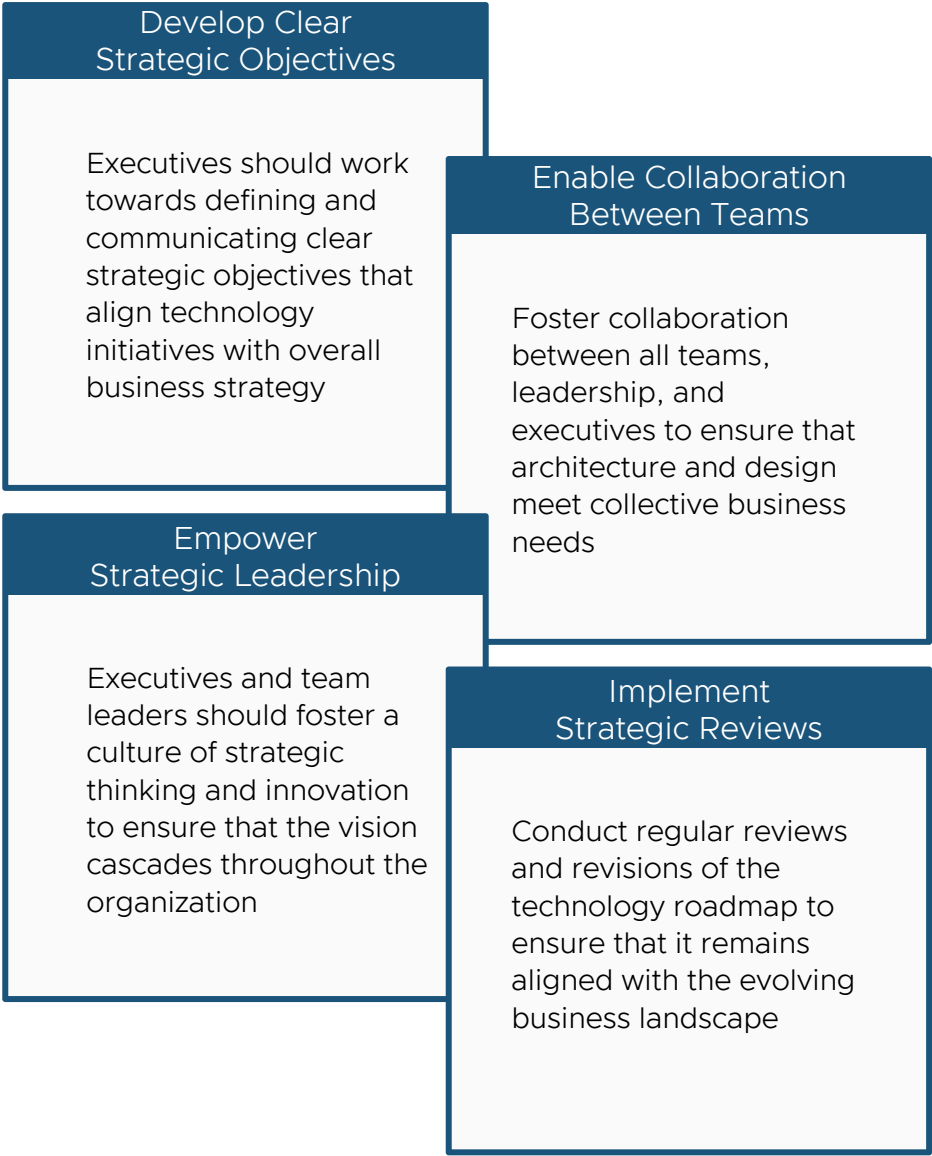 Develop Clear
Strategic Objectives
Executives should work
towards defining and
communicating clear
strategic objectives that
align technology
initiatives with overall
business strategy
Enable Collaboration
Between Teams
Foster collaboration
between all teams,
leadership, and
executives to ensure that
architecture and design
meet collective business
needs
Empower
Strategic Leadership
Executives and team
leaders should foster a
culture of strategic
thinking and innovation
to ensure that the vision
cascades throughout the
organization
Implement
Strategic Reviews
Conduct regular reviews
and revisions of the
technology roadmap to
ensure that it remains
aligned with the evolving
business landscape